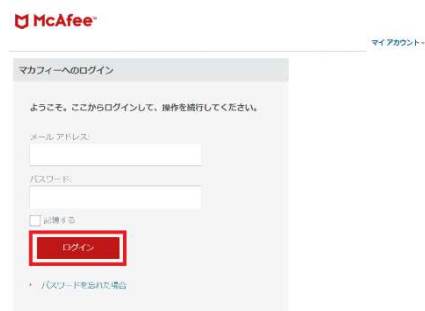 McAfee™
マイ アカウント
マカフィーへのログイン
ようこそ。ここからログインして、操作を続行してください。
メール アドレス:
パスワード:
記憶する
ログイン
パスワードを忘れた場合